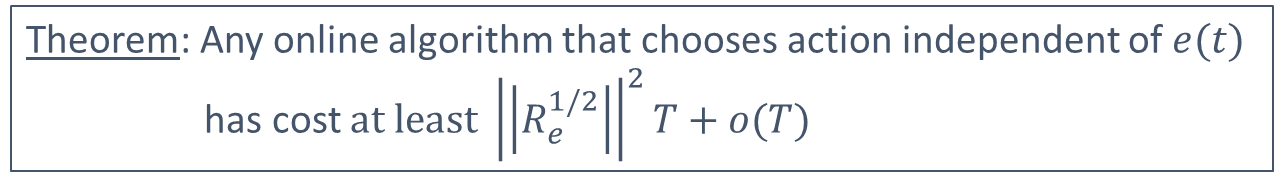 Theorem: Any online algorithm that chooses action independent of e(t)
has cost at least ||R_e^{1/2}||^2 T + o(T)